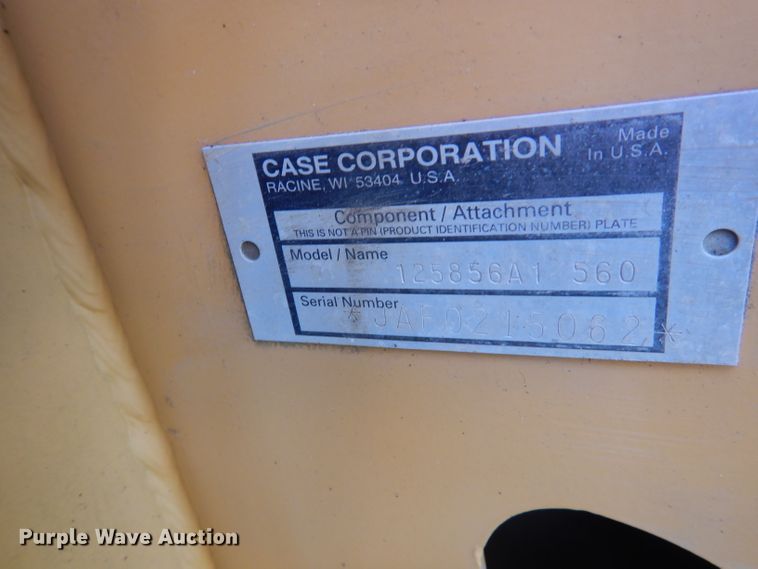 CASE CORPORATION
RACINE, WI 53404 U.S.A.
Made
In U.S.A.
Component / Attachment
THIS IS NOT A PIN (PRODUCT IDENTIFICATION NUMBER) PLATE
Model / Name
125856A1 560
Serial Number
*JAF0215062*
Purple Wave Auction